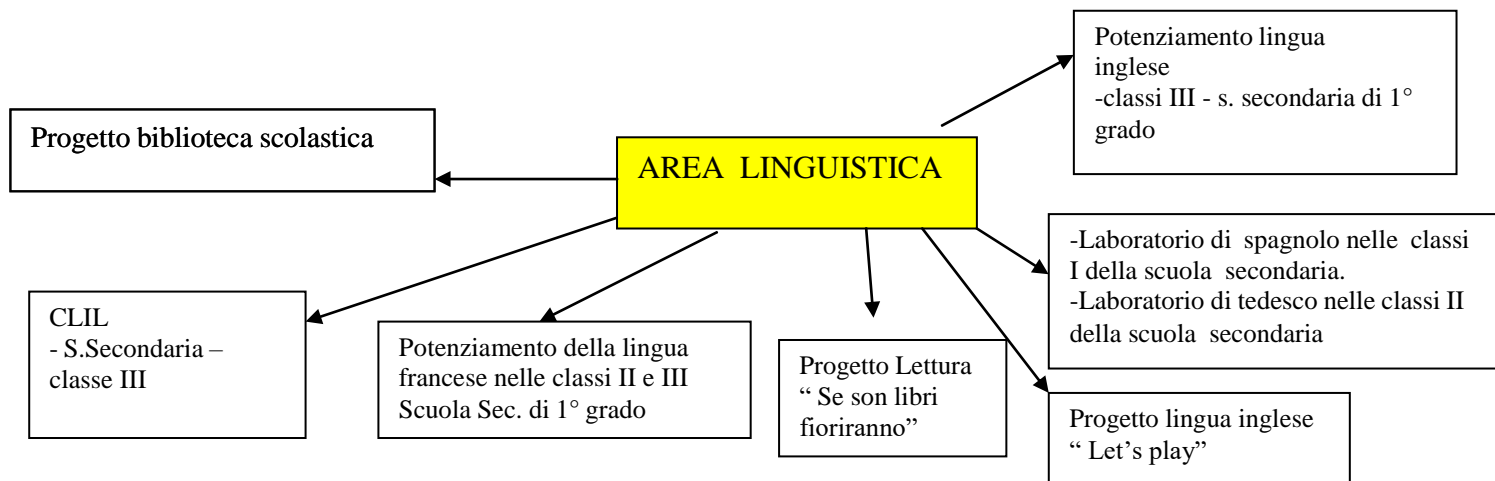 Potenziamento lingua
inglese
-classi III - s. secondaria di 1°
grado
Progetto biblioteca scolastica
AREA LINGUISTICA
-Laboratorio di spagnolo nelle classi
I della scuola secondaria.
-Laboratorio di tedesco nelle classi II
della scuola secondaria
CLIL
- S.Secondaria –
classe III
Potenziamento della lingua
francese nelle classi II e III
Scuola Sec. di 1° grado
Progetto Lettura
“ Se son libri
fioriranno”
Progetto lingua inglese
“ Let’s play”